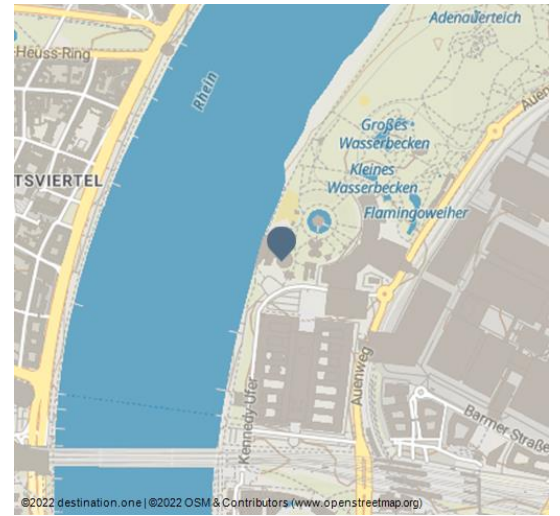 Adenauerteich
-Heuss-Ring
Rhein
Auen
Großes
Wasserbecken
Kleines
Wasserbecken
TSVIERTEL
Flamingoweiher
Kennedy-Ufer
Auenweg
Barmer Straße
©2022 destination.one | ©2022 OSM & Contributors (www.openstreetmap.org)